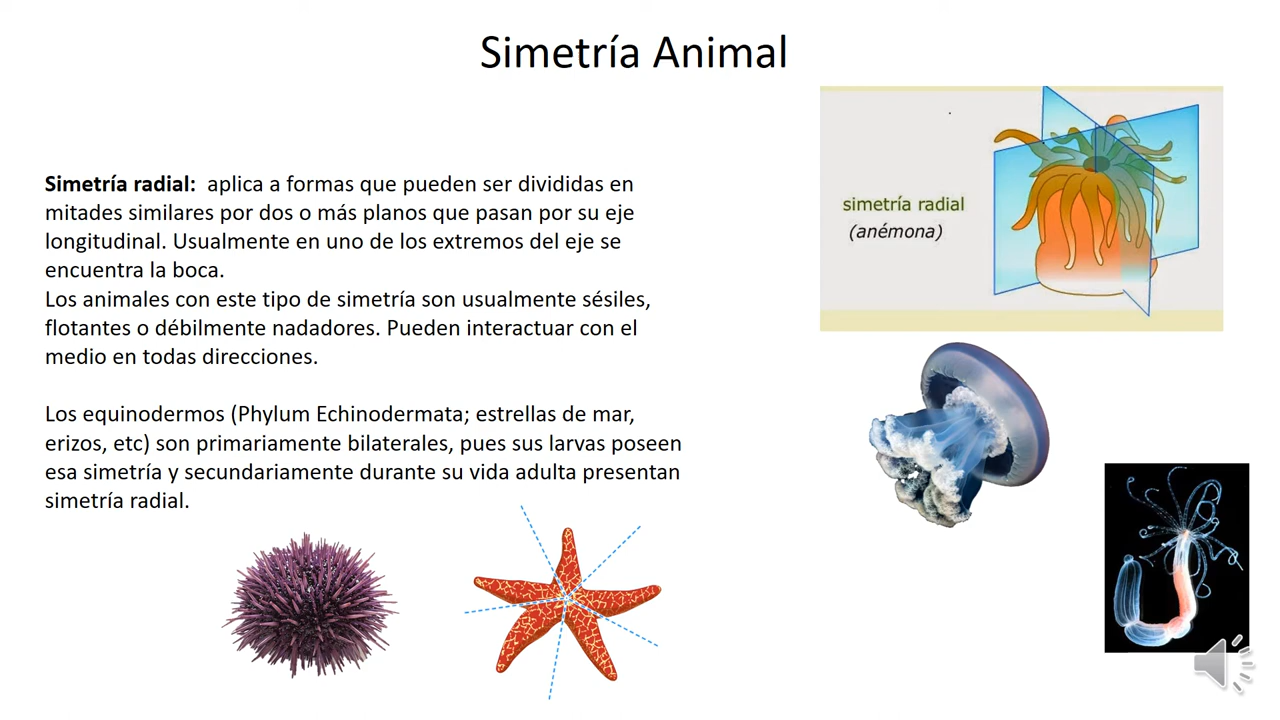 Simetría Animal
Simetría radial: aplica a formas que pueden ser divididas en
mitades similares por dos o más planos que pasan por su eje
longitudinal. Usualmente en uno de los extremos del eje se
encuentra la boca.
Los animales con este tipo de simetría son usualmente sésiles,
flotantes o débilmente nadadores. Pueden interactuar con el
medio en todas direcciones.
Los equinodermos (Phylum Echinodermata; estrellas de mar,
erizos, etc) son primariamente bilaterales, pues sus larvas poseen
esa simetría y secundariamente durante su vida adulta presentan
simetría radial.
simetría radial
(anémona)